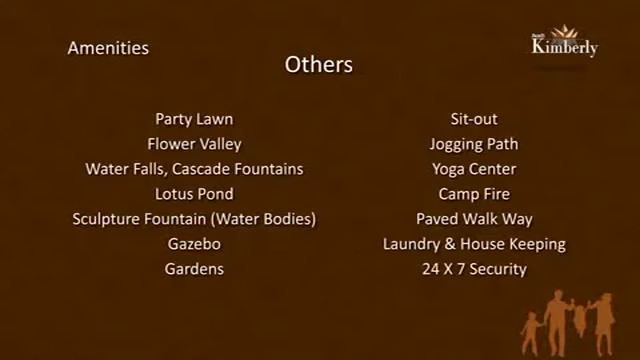 Amenities
Others
Kimberly
Party Lawn
Flower Valley
Water Falls, Cascade Fountains
Lotus Pond
Sculpture Fountain (Water Bodies)
Gazebo
Gardens
Sit-out
Jogging Path
Yoga Center
Camp Fire
Paved Walk Way
Laundry & House Keeping
24 X 7 Security